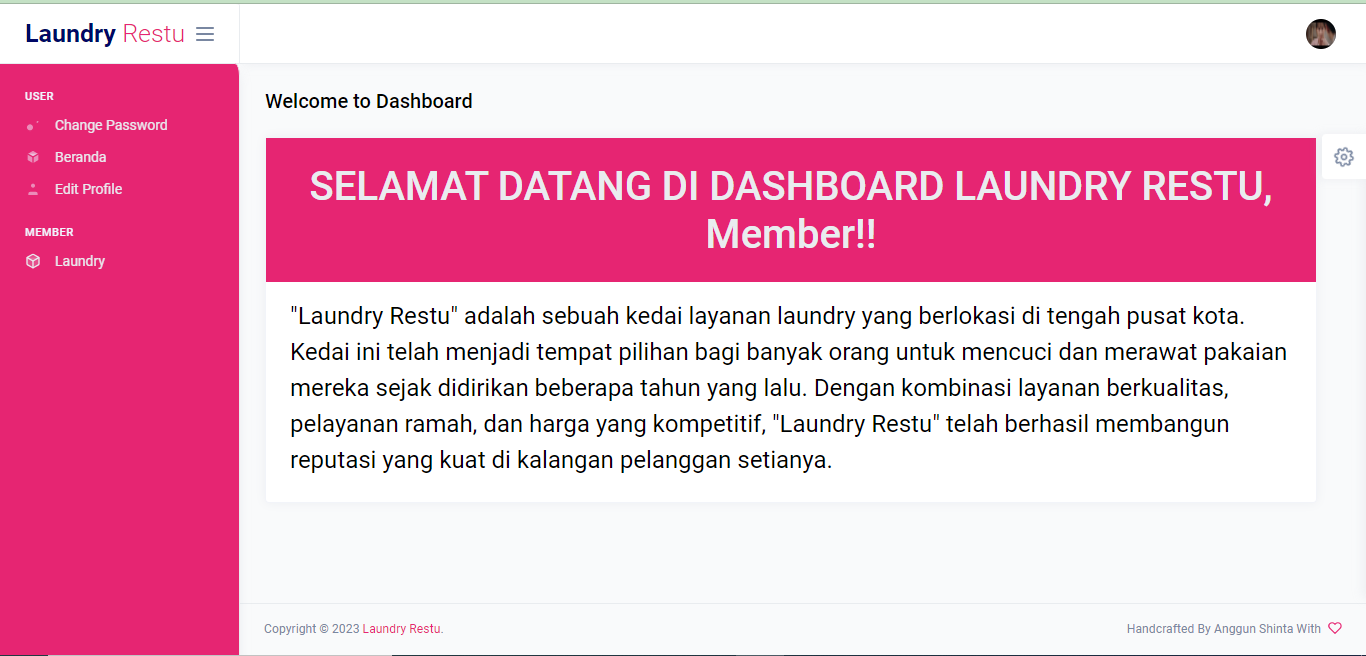 Laundry Restu
USER
Change Password
Beranda
Edit Profile
MEMBER
Laundry
Welcome to Dashboard
SELAMAT DATANG DI DASHBOARD LAUNDRY RESTU,
Member!!
"Laundry Restu" adalah sebuah kedai layanan laundry yang berlokasi di tengah pusat kota.
Kedai ini telah menjadi tempat pilihan bagi banyak orang untuk mencuci dan merawat pakaian
mereka sejak didirikan beberapa tahun yang lalu. Dengan kombinasi layanan berkualitas,
pelayanan ramah, dan harga yang kompetitif, "Laundry Restu" telah berhasil membangun
reputasi yang kuat di kalangan pelanggan setianya.
Copyright © 2023 Laundry Restu.
Handcrafted By Anggun Shinta With